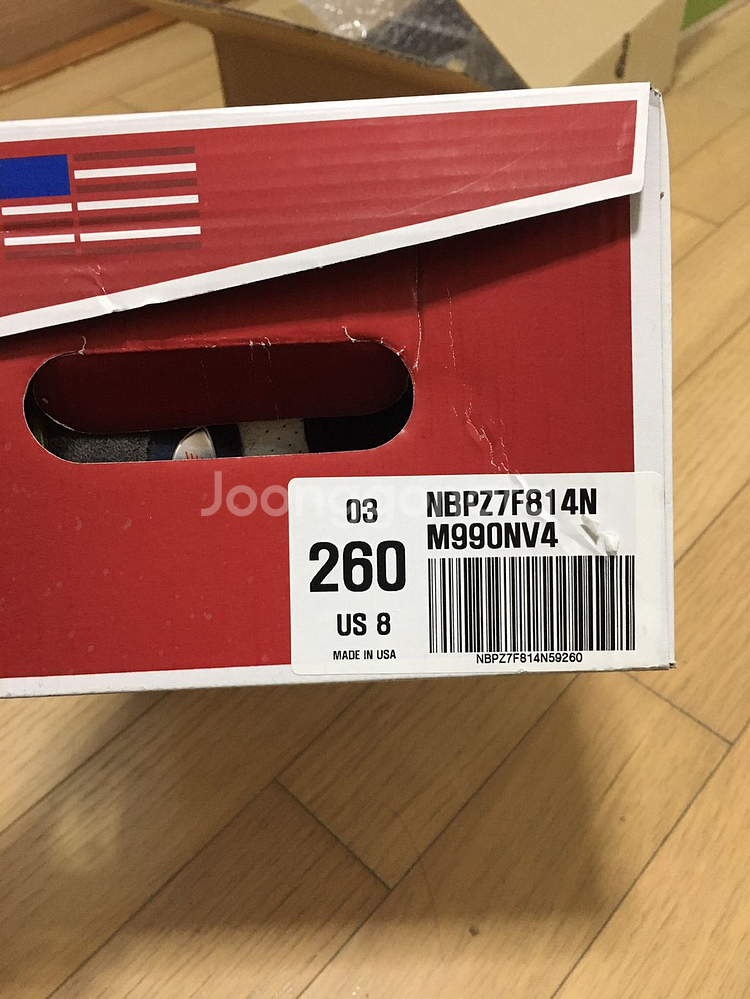 03
260
US 8
MADE IN USA
NBPZ7F814N
M990NV4
NBPZ7F814N59260